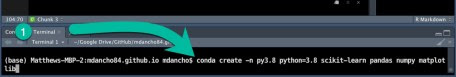 104:70 Chunk 3 R Markdown
1 Terminal
Terminal 1 ~/Google Drive/GitHub/mdancho84.github.io
(base) Matthews-MBP-2:mdancho84.github.io mdancho$ conda create -n py3.8 python=3.8 scikit-learn pandas numpy matplot
lib